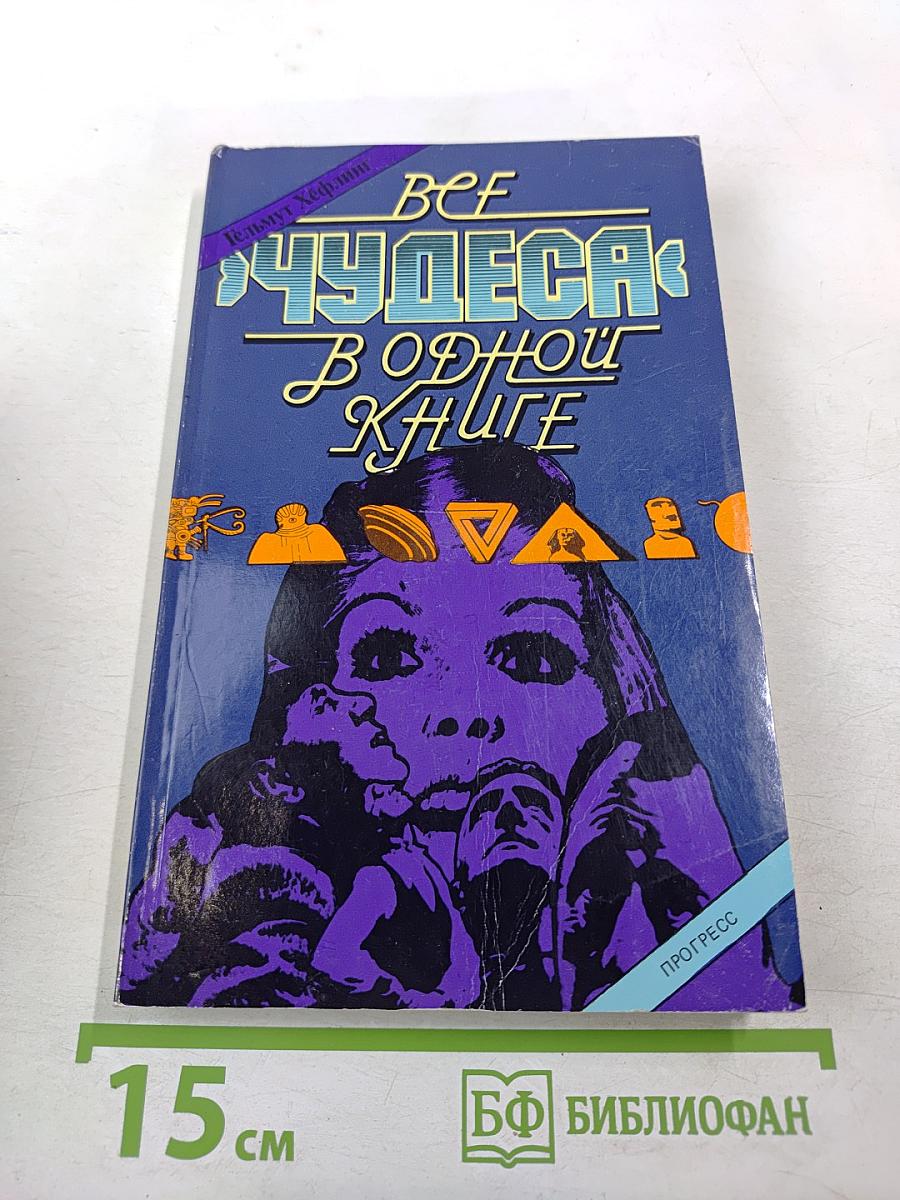 Гельмут Хёфлинг
ВСЕ
›ЧУДЕСА‹
В ОДНОЙ
КНИГЕ
ПРОГРЕСС
15 см
БФ БИБЛИОФАН